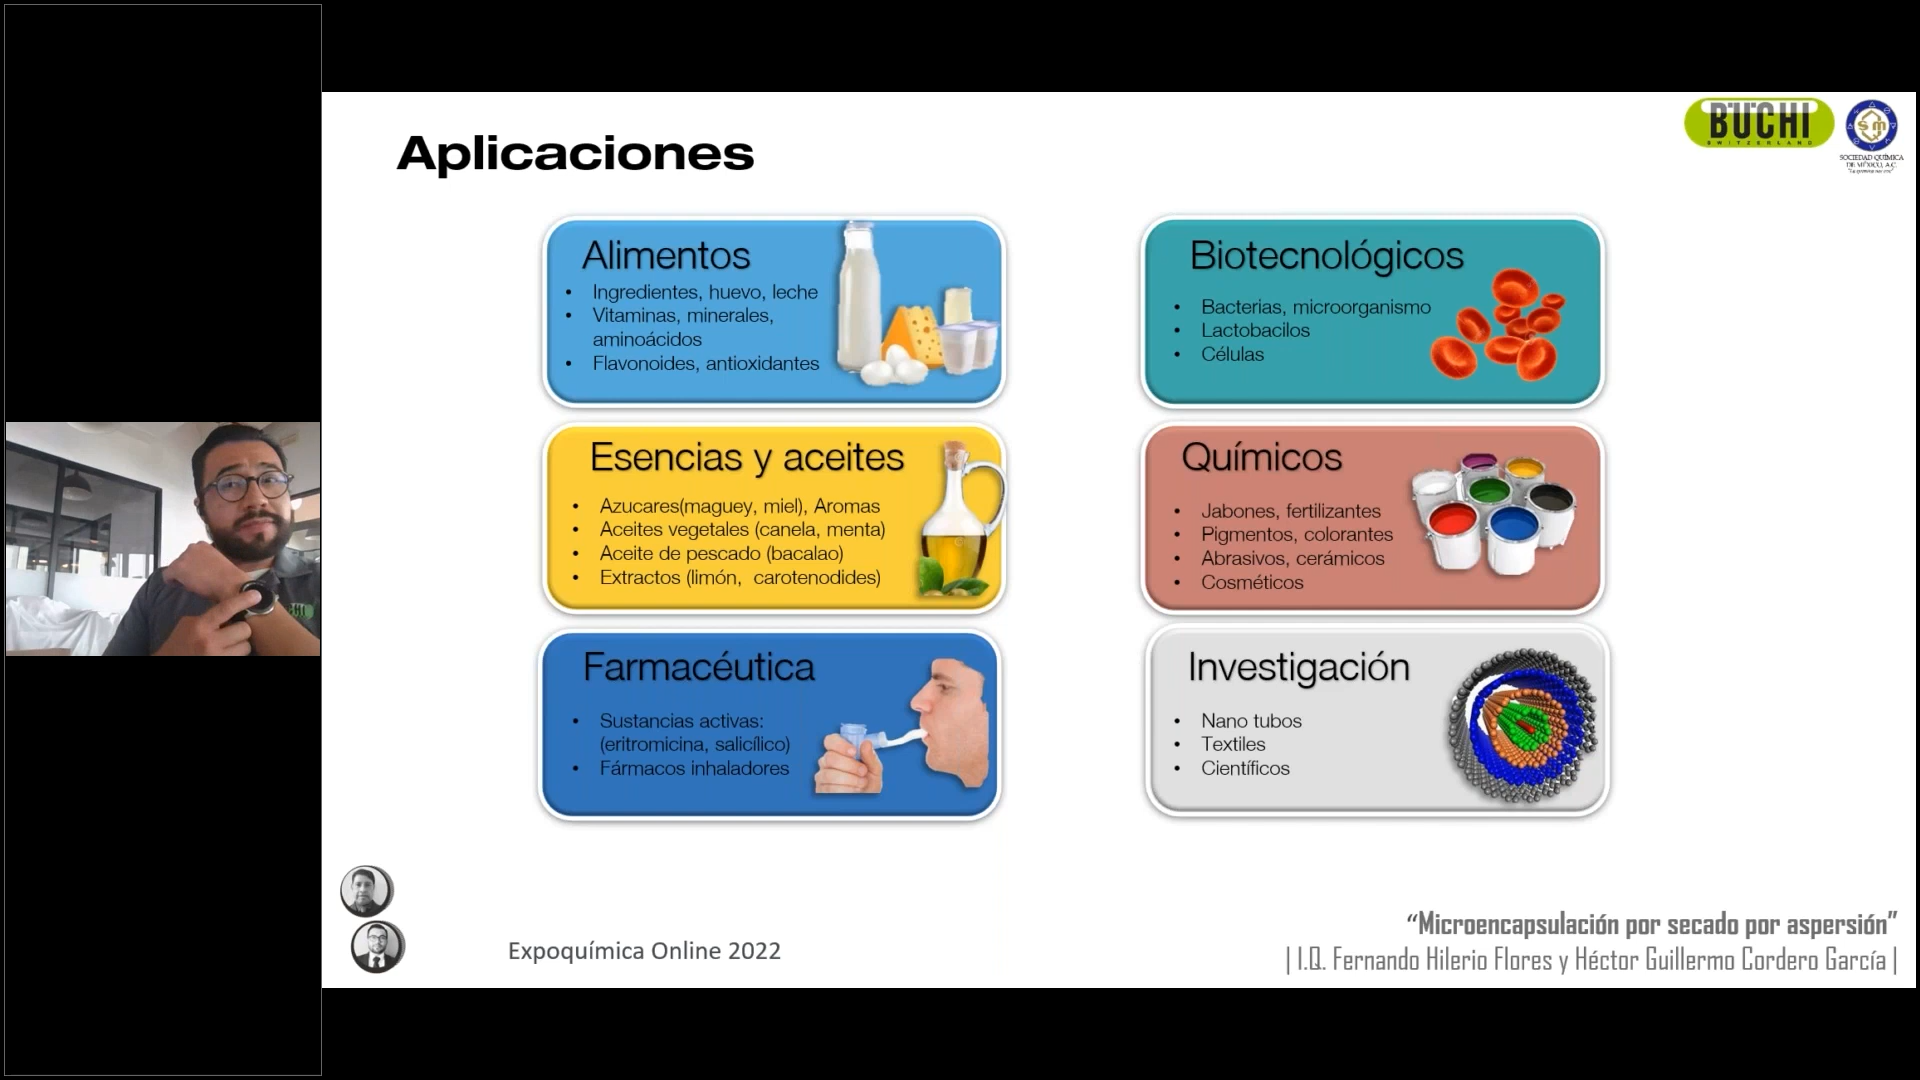 Aplicaciones
BÜCHI
SWITZERLAND
SOCIEDAD QUÍMICA
DE MÉXICO, A.C.
Alimentos
• Ingredientes, huevo, leche
• Vitaminas, minerales,
aminoácidos
• Flavonoides, antioxidantes
Biotecnológicos
• Bacterias, microorganismo
• Lactobacilos
• Células
Esencias y aceites
• Azucares(maguey, miel), Aromas
• Aceites vegetales (canela, menta)
• Aceite de pescado (bacalao)
• Extractos (limón, carotenodides)
Químicos
• Jabones, fertilizantes
• Pigmentos, colorantes
• Abrasivos, cerámicos
• Cosméticos
Farmacéutica
• Sustancias activas:
(eritromicina, salicílico)
• Fármacos inhaladores
Investigación
• Nano tubos
• Textiles
• Científicos
Expoquímica Online 2022
“Microencapsulación por secado por aspersión”
| I.Q. Fernando Hilerio Flores y Héctor Guillermo Cordero García |